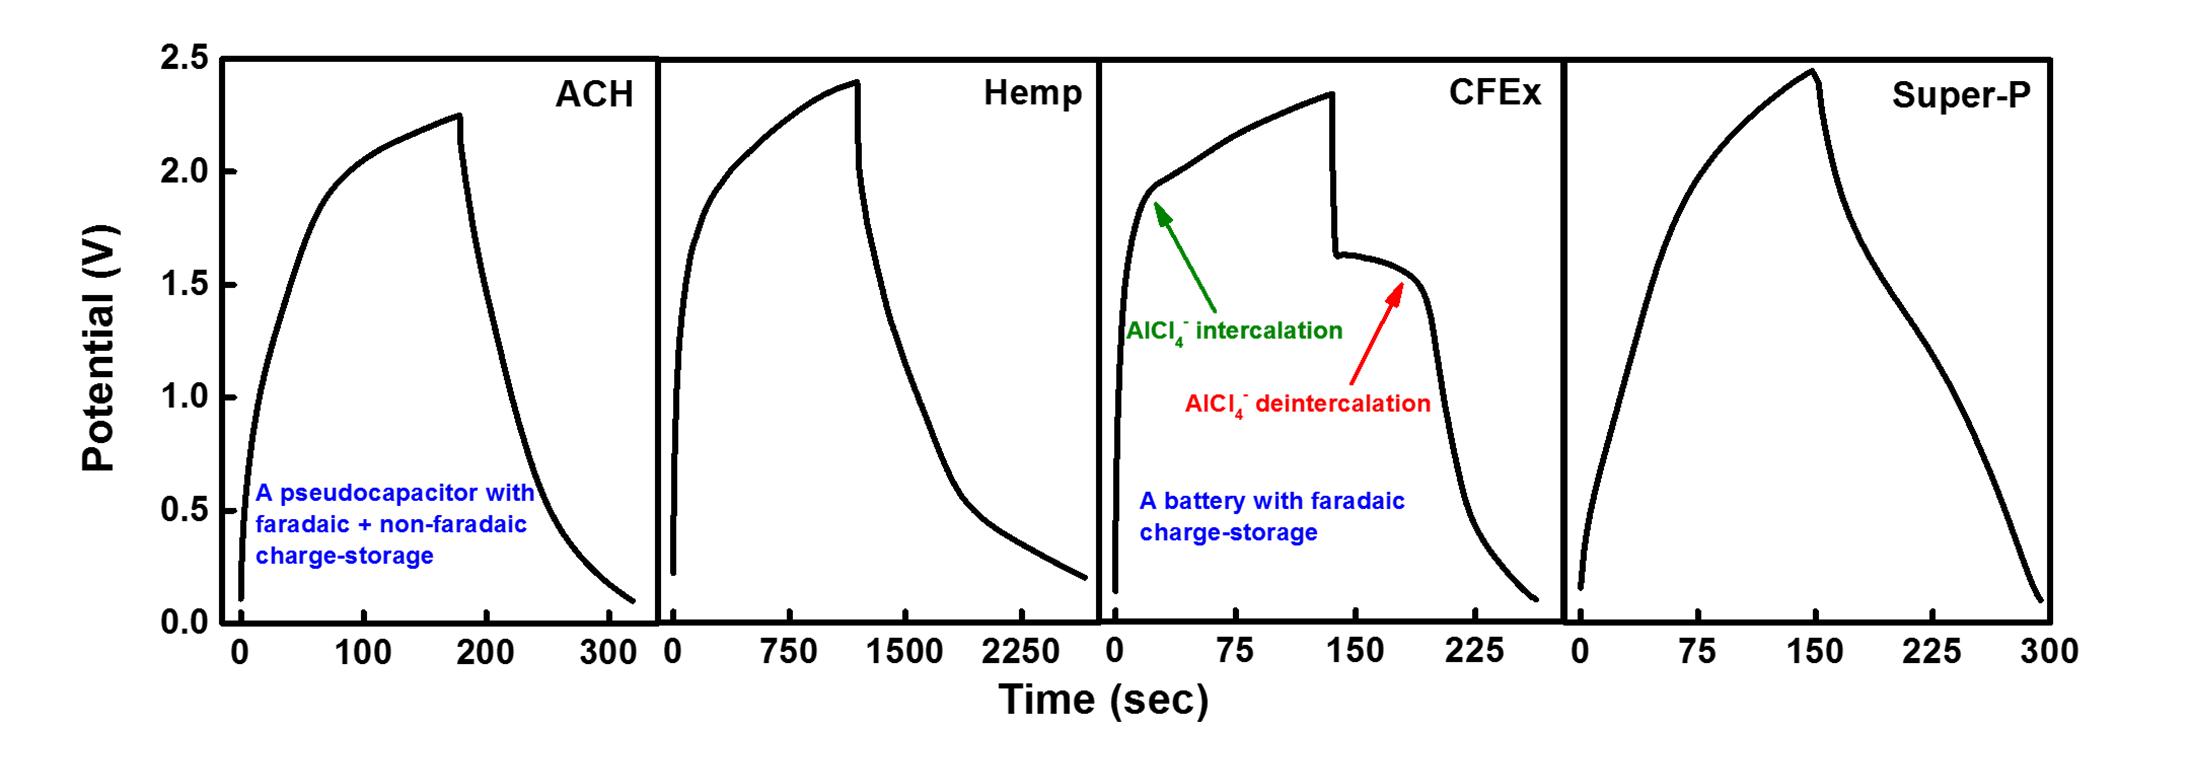 2.5
2.0
1.5
1.0
0.5
0.0
Potential (V)
ACH
A pseudocapacitor with
faradaic + non-faradaic
charge-storage
0 100 200 300
Hemp
0 750 1500 2250
CFEx
AlCl₄⁻ intercalation
AlCl₄⁻ deintercalation
A battery with faradaic
charge-storage
0 75 150 225
Super-P
0 75 150 225 300
Time (sec)